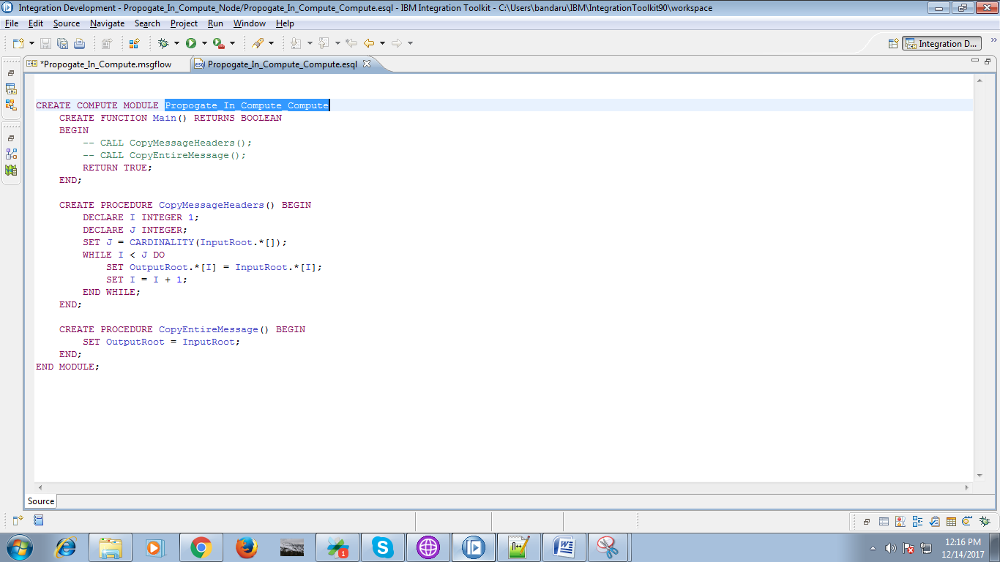 Integration Development - Propogate_In_Compute_Node/Propogate_In_Compute_Compute.esql - IBM Integration Toolkit - C:\Users\bandaru\IBM\IntegrationToolkit90\workspace
File Edit Source Navigate Search Project Run Window Help
Integration D...
*Propogate_In_Compute.msgflow Propogate_In_Compute_Compute.esql
CREATE COMPUTE MODULE Propogate_In_Compute_Compute
CREATE FUNCTION Main() RETURNS BOOLEAN
BEGIN
-- CALL CopyMessageHeaders();
-- CALL CopyEntireMessage();
RETURN TRUE;
END;
CREATE PROCEDURE CopyMessageHeaders() BEGIN
DECLARE I INTEGER 1;
DECLARE J INTEGER;
SET J = CARDINALITY(InputRoot.*[]);
WHILE I < J DO
SET OutputRoot.*[I] = InputRoot.*[I];
SET I = I + 1;
END WHILE;
END;
CREATE PROCEDURE CopyEntireMessage() BEGIN
SET OutputRoot = InputRoot;
END;
END MODULE;
Source
12:16 PM
12/14/2017